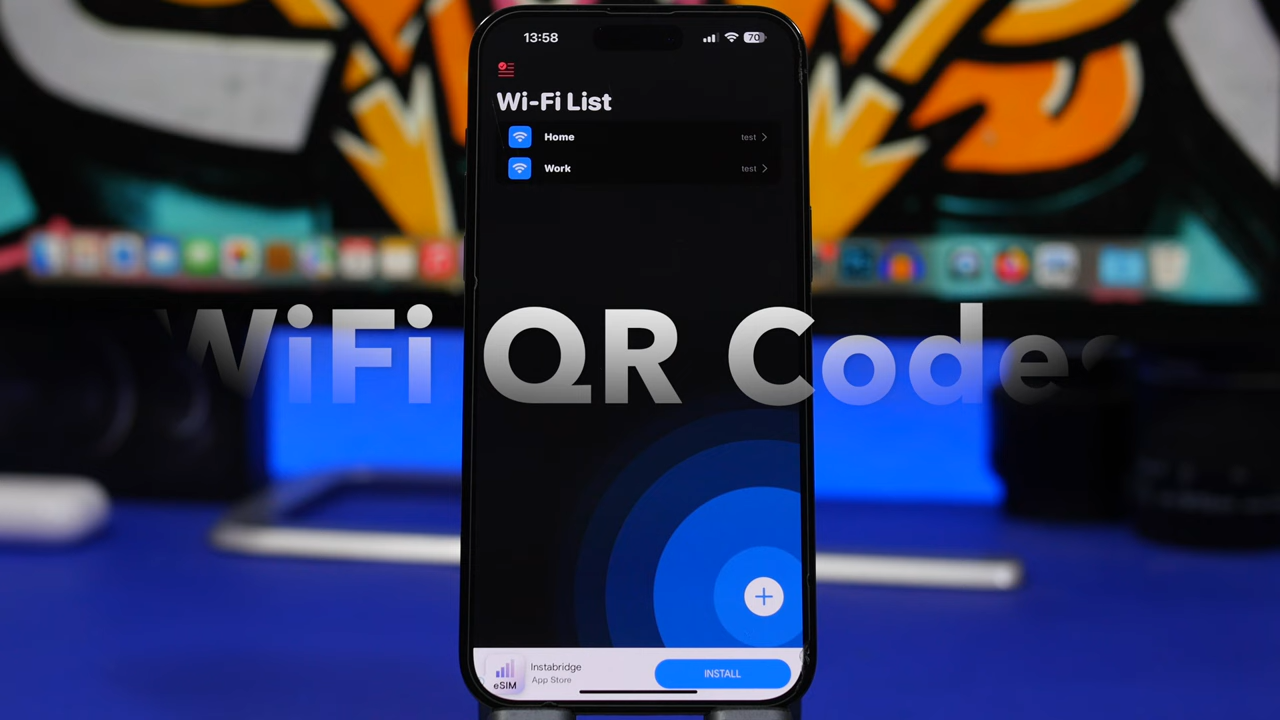 13:58
70
Wi-Fi List
Home
test
Work
test
WiFi QR Codes
Instabridge
App Store
eSIM
INSTALL